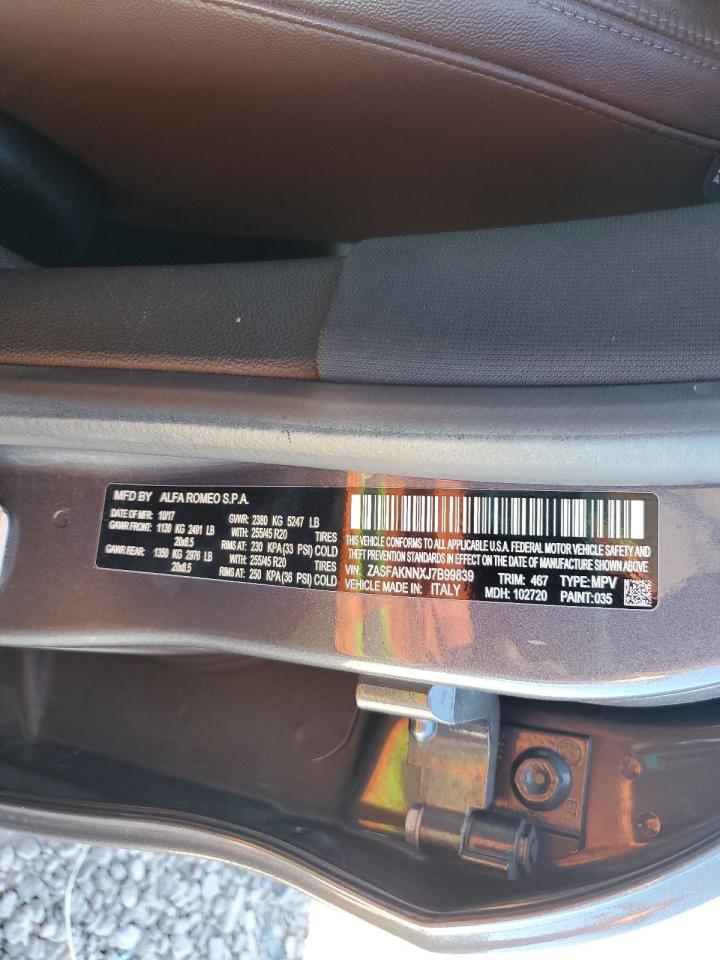 MFD BY ALFA ROMEO S.P.A.
DATE OF MFR: 10/17 GVWR: 2380 KG 5247 LB
GAWR FRONT: 1130 KG 2491 LB WITH: 255/45 R20 TIRES
20x8.5 RIMS AT: 230 KPA(33 PSI) COLD
GAWR REAR: 1350 KG 2976 LB WITH: 255/45 R20 TIRES
20x8.5 RIMS AT: 250 KPA(36 PSI) COLD
THIS VEHICLE CONFORMS TO ALL APPLICABLE U.S.A. FEDERAL MOTOR VEHICLE SAFETY AND
THEFT PREVENTION STANDARDS IN EFFECT ON THE DATE OF MANUFACTURE SHOWN ABOVE.
VIN: ZASFAKNNXJ7B99839 TRIM: 467 TYPE: MPV
VEHICLE MADE IN: ITALY MDH: 102720 PAINT: 035